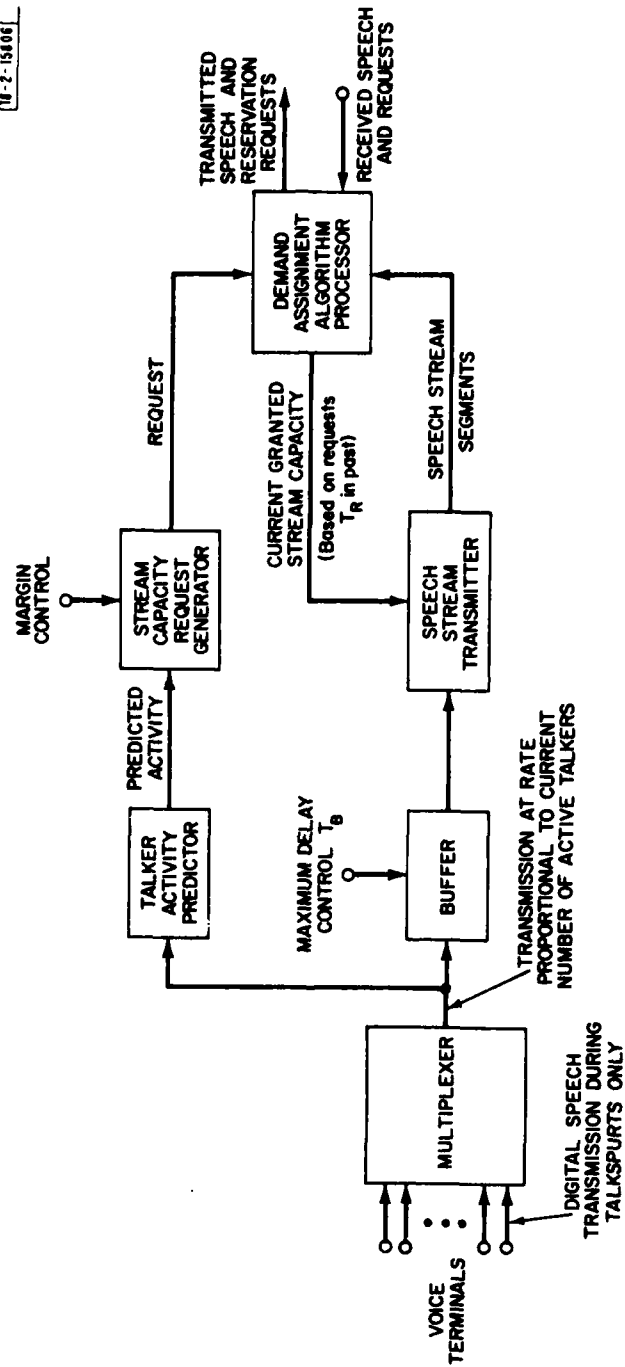 TR-2-15806
VOICE
TERMINALS
DIGITAL SPEECH
TRANSMISSION DURING
TALKSPURTS ONLY
MULTIPLEXER
TRANSMISSION AT RATE
PROPORTIONAL TO CURRENT
NUMBER OF ACTIVE TALKERS
TALKER
ACTIVITY
PREDICTOR
PREDICTED
ACTIVITY
MARGIN
CONTROL
STREAM
CAPACITY
REQUEST
GENERATOR
REQUEST
MAXIMUM DELAY
CONTROL T_B
BUFFER
SPEECH
STREAM
TRANSMITTER
CURRENT GRANTED
STREAM CAPACITY
(Based on requests
T_R in past)
SPEECH STREAM
SEGMENTS
DEMAND
ASSIGNMENT
ALGORITHM
PROCESSOR
TRANSMITTED
SPEECH AND
RESERVATION
REQUESTS
RECEIVED SPEECH
AND REQUESTS